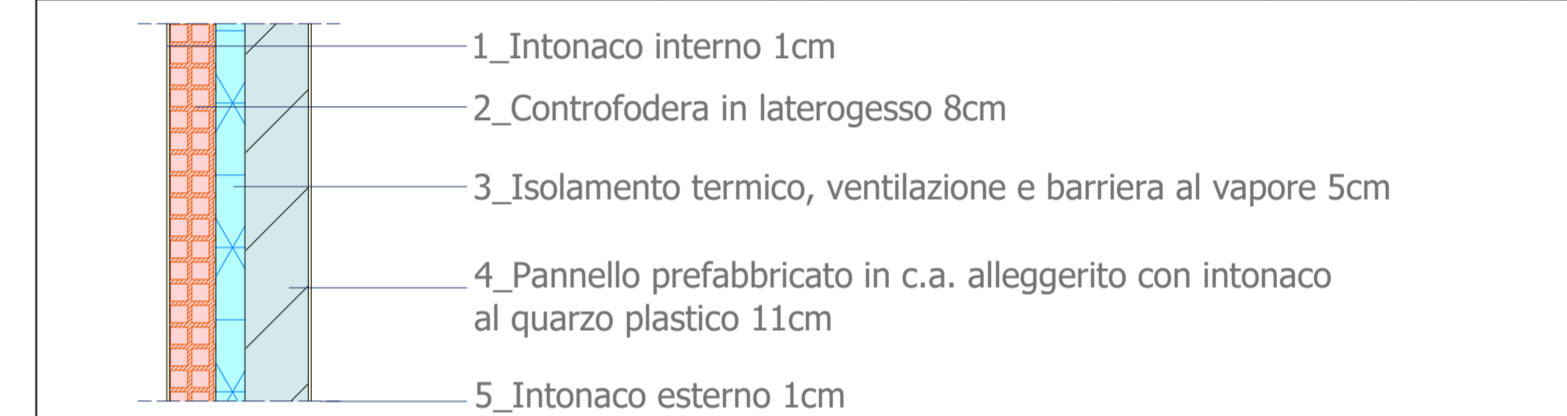 1_Intonaco interno 1cm
2_Controfodera in laterogesso 8cm
3_Isolamento termico, ventilazione e barriera al vapore 5cm
4_Pannello prefabbricato in c.a. alleggerito con intonaco
al quarzo plastico 11cm
5_Intonaco esterno 1cm